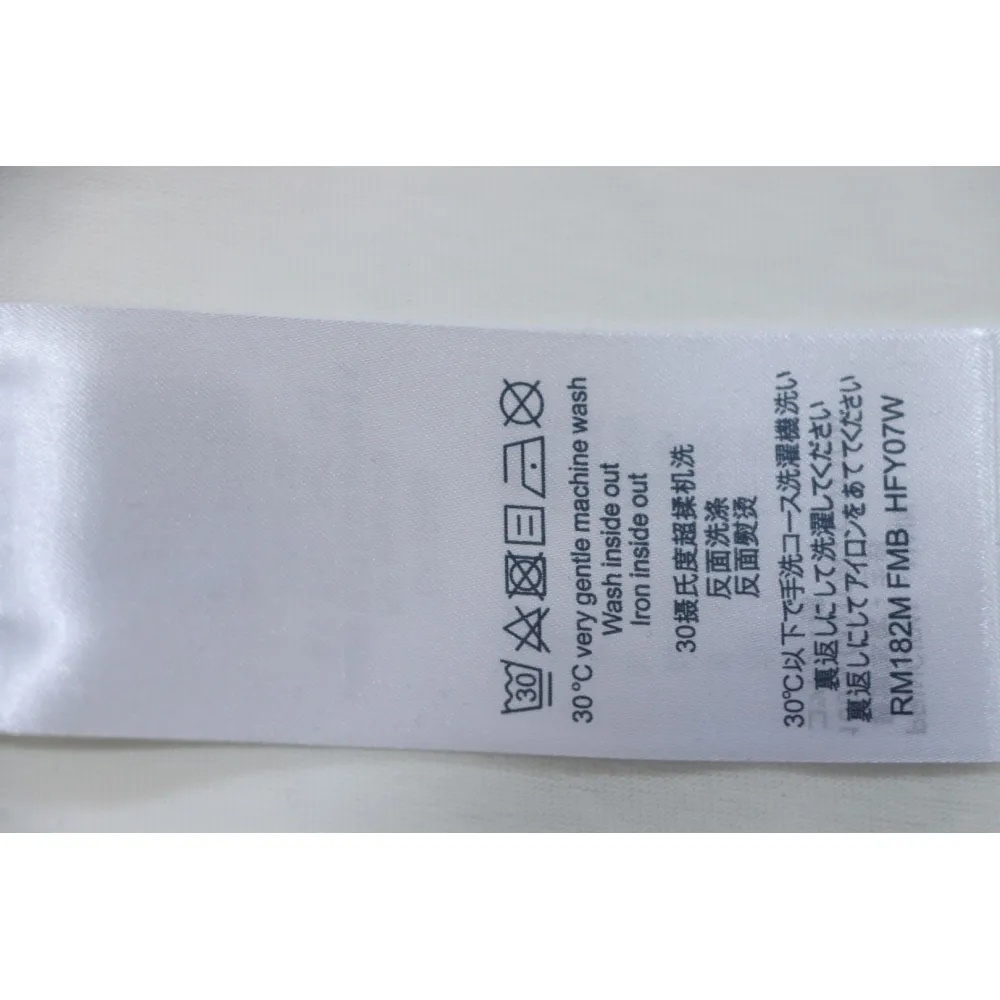 30
30°C very gentle machine wash
Wash inside out
Iron inside out
30摄氏度超揉机洗
反面洗涤
反面熨烫
30℃以下で手洗コース洗濯機洗い
裏返しにして洗濯してください
裏返しにしてアイロンをあててください
RM182M FMB HFY07W